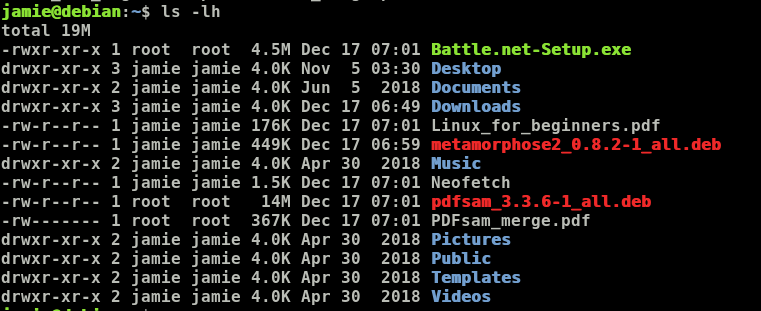 jamie@debian:~$ ls -lh
total 19M
-rwxr-xr-x 1 root  root  4.5M Dec 17 07:01 Battle.net-Setup.exe
drwxr-xr-x 3 jamie jamie 4.0K Nov  5 03:30 Desktop
drwxr-xr-x 2 jamie jamie 4.0K Jun  5  2018 Documents
drwxr-xr-x 3 jamie jamie 4.0K Dec 17 06:49 Downloads
-rw-r--r-- 1 jamie jamie 176K Dec 17 07:01 Linux_for_beginners.pdf
-rw-r--r-- 1 jamie jamie 449K Dec 17 06:59 metamorphose2_0.8.2-1_all.deb
drwxr-xr-x 2 jamie jamie 4.0K Apr 30  2018 Music
-rw-r--r-- 1 jamie jamie 1.5K Dec 17 07:01 Neofetch
-rw-r--r-- 1 root  root   14M Dec 17 07:01 pdfsam_3.3.6-1_all.deb
-rw------- 1 root  root  367K Dec 17 07:01 PDFsam_merge.pdf
drwxr-xr-x 2 jamie jamie 4.0K Apr 30  2018 Pictures
drwxr-xr-x 2 jamie jamie 4.0K Apr 30  2018 Public
drwxr-xr-x 2 jamie jamie 4.0K Apr 30  2018 Templates
drwxr-xr-x 2 jamie jamie 4.0K Apr 30  2018 Videos